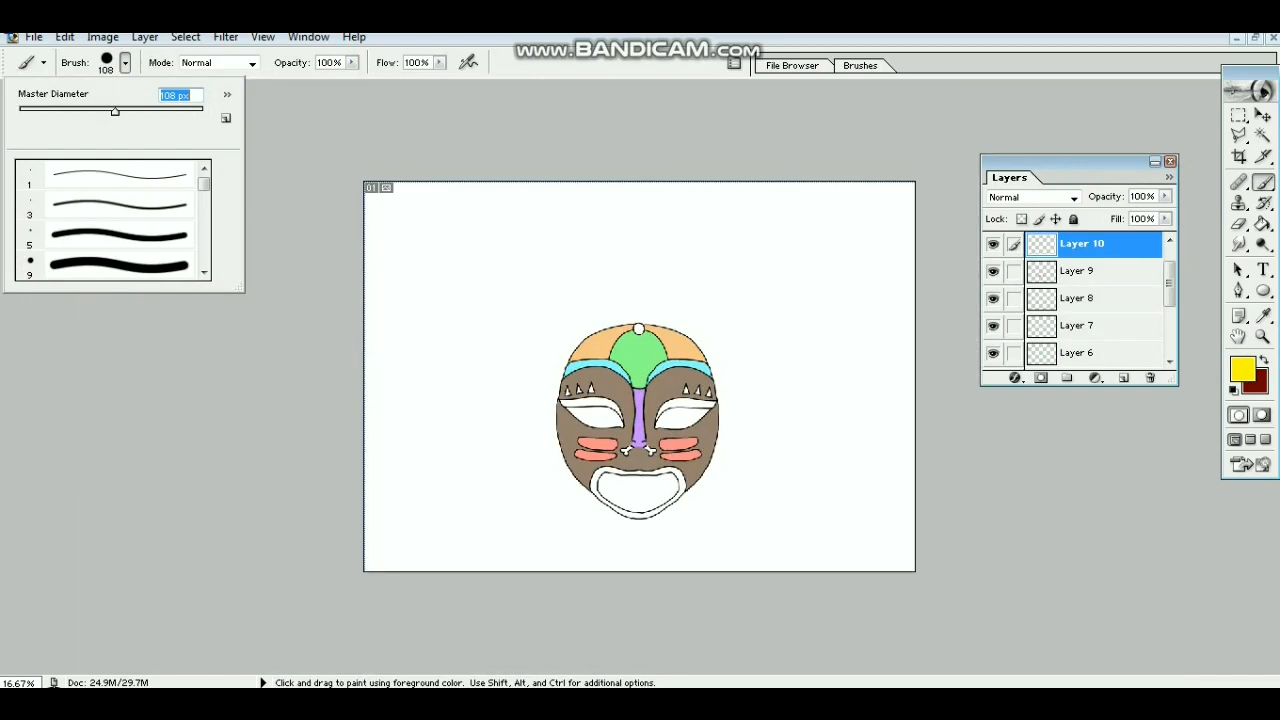 File Edit Image Layer Select Filter View Window Help
www.BANDICAM.com
Brush: 108 Mode: Normal Opacity: 100% Flow: 100% File Browser Brushes
Master Diameter 108 px
1
3
5
9
01
Layers
Normal Opacity: 100%
Lock: Fill: 100%
Layer 10
Layer 9
Layer 8
Layer 7
Layer 6
16.67% Doc: 24.9M/29.7M Click and drag to paint using foreground color. Use Shift, Alt, and Ctrl for additional options.